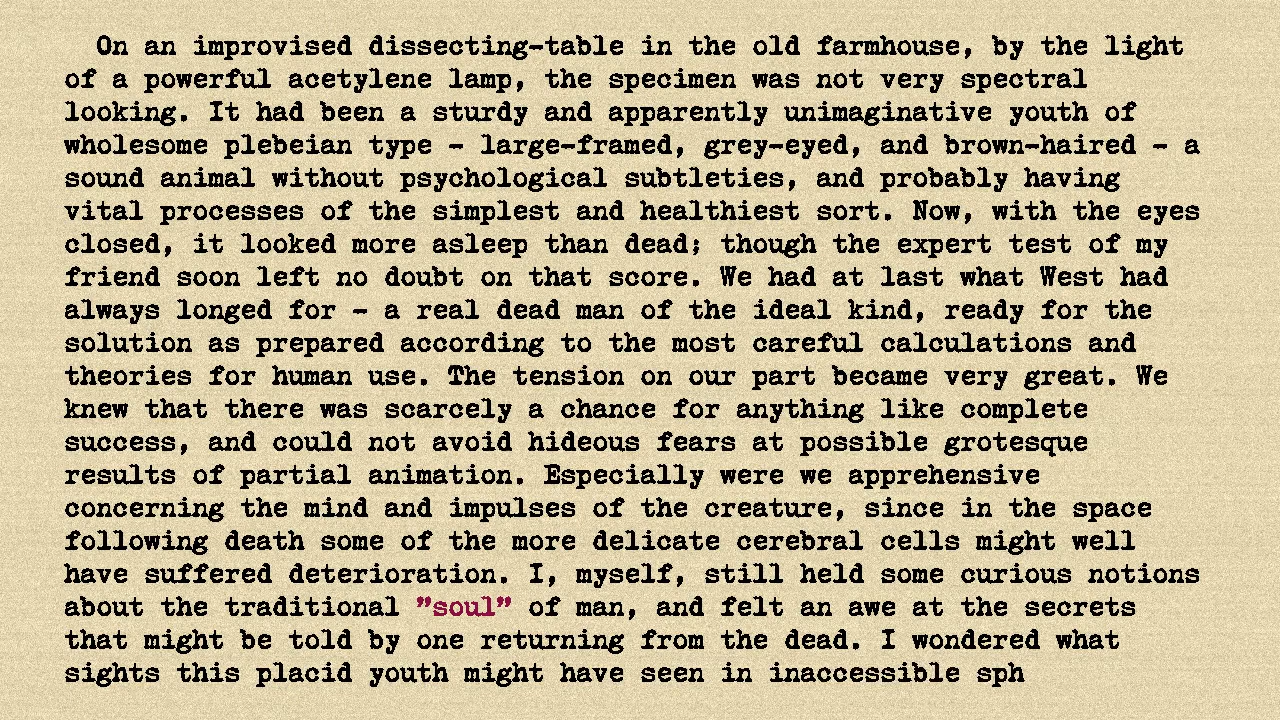 On an improvised dissecting-table in the old farmhouse, by the light
of a powerful acetylene lamp, the specimen was not very spectral
looking. It had been a sturdy and apparently unimaginative youth of
wholesome plebeian type - large-framed, grey-eyed, and brown-haired - a
sound animal without psychological subtleties, and probably having
vital processes of the simplest and healthiest sort. Now, with the eyes
closed, it looked more asleep than dead; though the expert test of my
friend soon left no doubt on that score. We had at last what West had
always longed for - a real dead man of the ideal kind, ready for the
solution as prepared according to the most careful calculations and
theories for human use. The tension on our part became very great. We
knew that there was scarcely a chance for anything like complete
success, and could not avoid hideous fears at possible grotesque
results of partial animation. Especially were we apprehensive
concerning the mind and impulses of the creature, since in the space
following death some of the more delicate cerebral cells might well
have suffered deterioration. I, myself, still held some curious notions
about the traditional ”soul” of man, and felt an awe at the secrets
that might be told by one returning from the dead. I wondered what
sights this placid youth might have seen in inaccessible sph